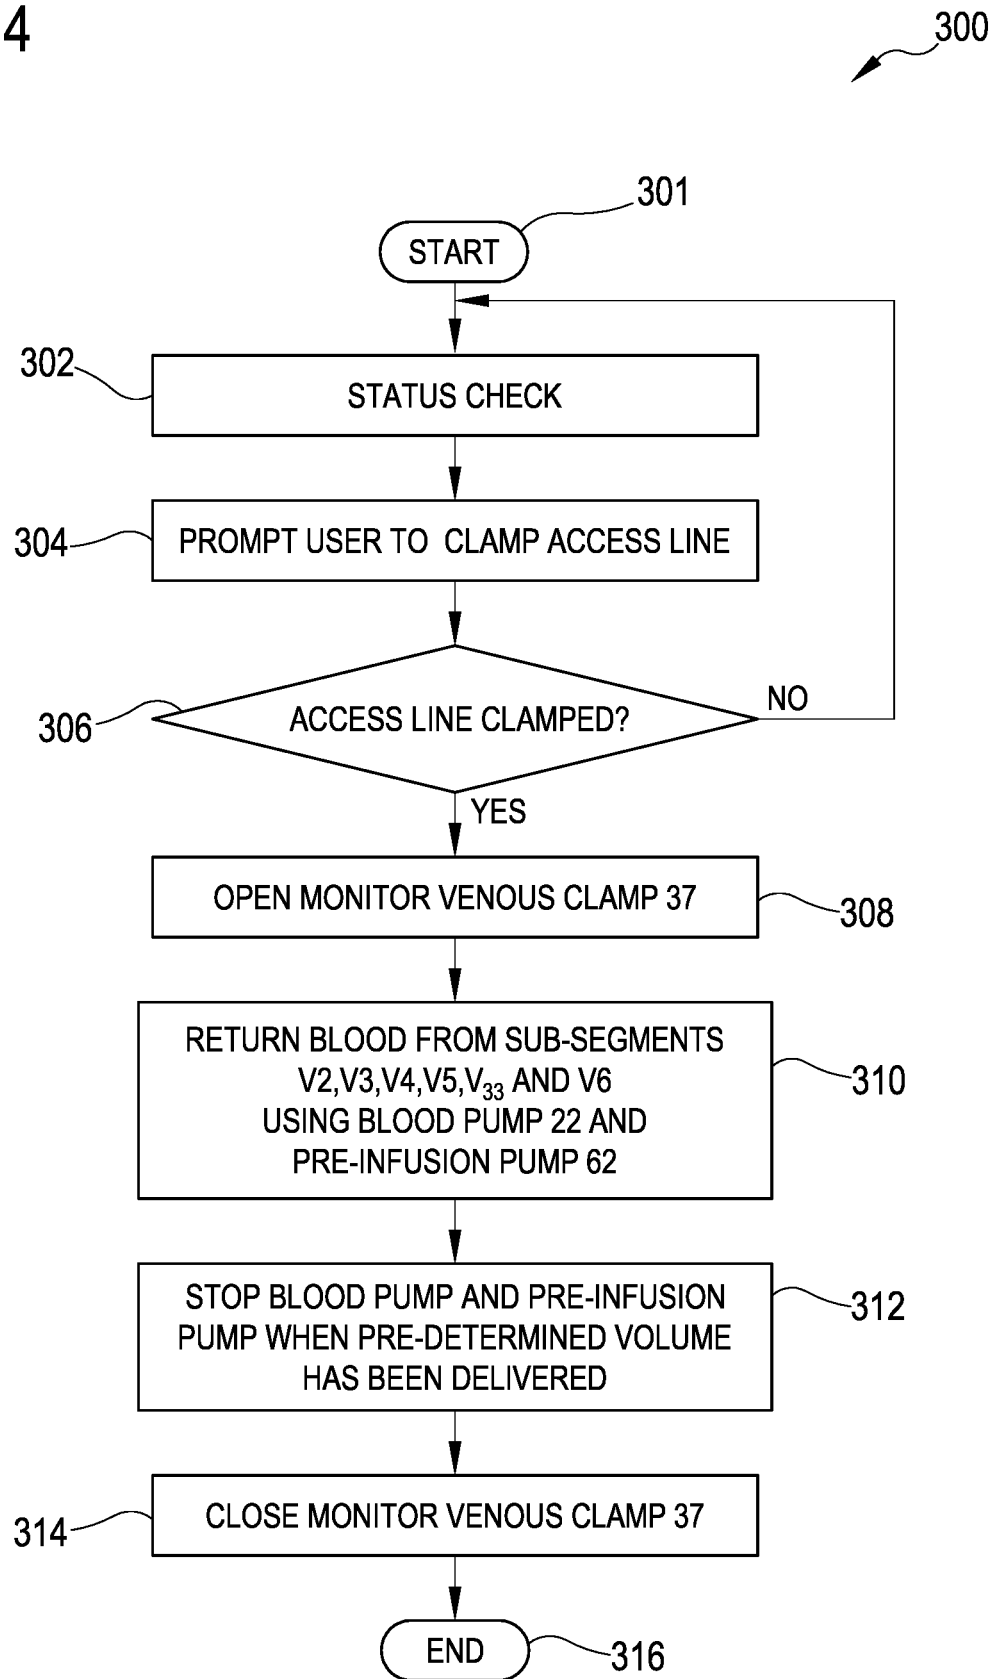 4
300
301
START
302
STATUS CHECK
304
PROMPT USER TO CLAMP ACCESS LINE
306
ACCESS LINE CLAMPED?
NO
YES
OPEN MONITOR VENOUS CLAMP 37
308
RETURN BLOOD FROM SUB-SEGMENTS
V2,V3,V4,V5,V33 AND V6
USING BLOOD PUMP 22 AND
PRE-INFUSION PUMP 62
310
STOP BLOOD PUMP AND PRE-INFUSION
PUMP WHEN PRE-DETERMINED VOLUME
HAS BEEN DELIVERED
312
CLOSE MONITOR VENOUS CLAMP 37
314
END
316